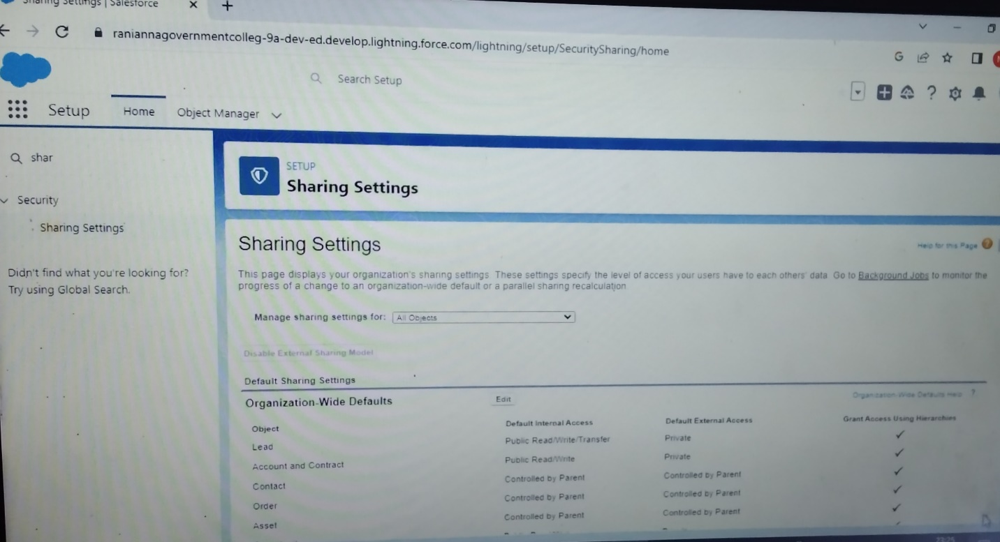 Sharing Settings | Salesforce
raniannagovernmentcolleg-9a-dev-ed.develop.lightning.force.com/lightning/setup/SecuritySharing/home
Search Setup
Setup Home Object Manager
shar
Security
Sharing Settings
Didn't find what you're looking for?
Try using Global Search.
SETUP
Sharing Settings
Sharing Settings
Help for this Page ?
This page displays your organization's sharing settings. These settings specify the level of access your users have to each others' data. Go to Background Jobs to monitor the
progress of a change to an organization-wide default or a parallel sharing recalculation.
Manage sharing settings for: All Objects
Disable External Sharing Model
Default Sharing Settings
Organization-Wide Defaults Edit Organization-Wide Defaults Help ?
Object Default Internal Access Default External Access Grant Access Using Hierarchies
Lead Public Read/Write/Transfer Private ✓
Account and Contract Public Read/Write Private ✓
Contact Controlled by Parent Controlled by Parent ✓
Order Controlled by Parent Controlled by Parent ✓
Asset Controlled by Parent Controlled by Parent ✓